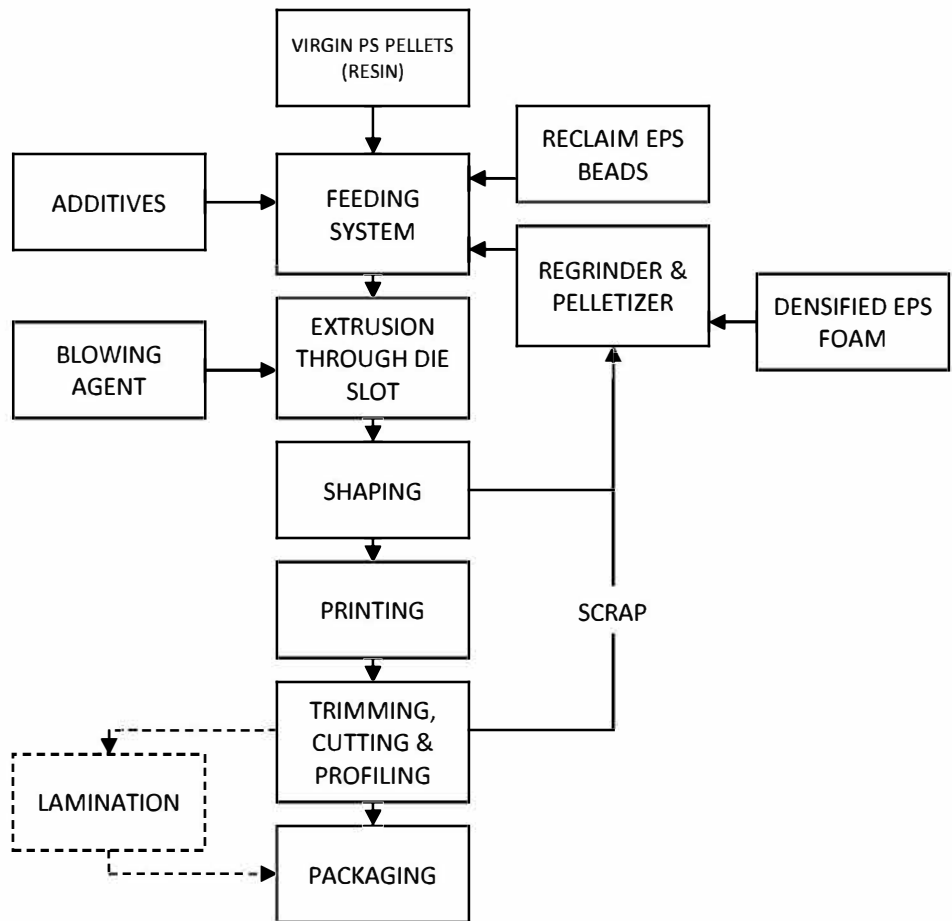 VIRGIN PS PELLETS
(RESIN)
RECLAIM EPS
BEADS
ADDITIVES
FEEDING
SYSTEM
REGRINDER &
PELLETIZER
DENSIFIED EPS
FOAM
BLOWING
AGENT
EXTRUSION
THROUGH DIE
SLOT
SHAPING
PRINTING
SCRAP
TRIMMING,
CUTTING &
PROFILING
LAMINATION
PACKAGING